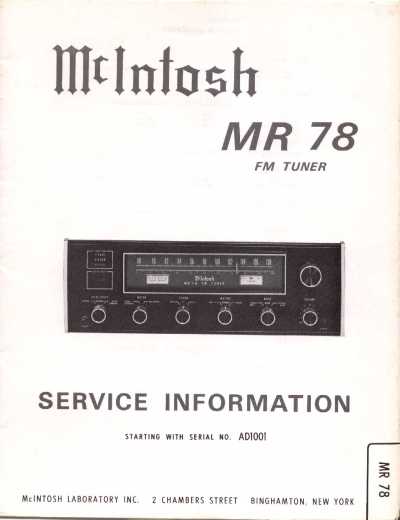 McIntosh
MR 78
FM TUNER
McIntosh
SERVICE INFORMATION
STARTING WITH SERIAL NO. AD1001
MR 78
McINTOSH LABORATORY INC. 2 CHAMBERS STREET BINGHAMTON, NEW YORK